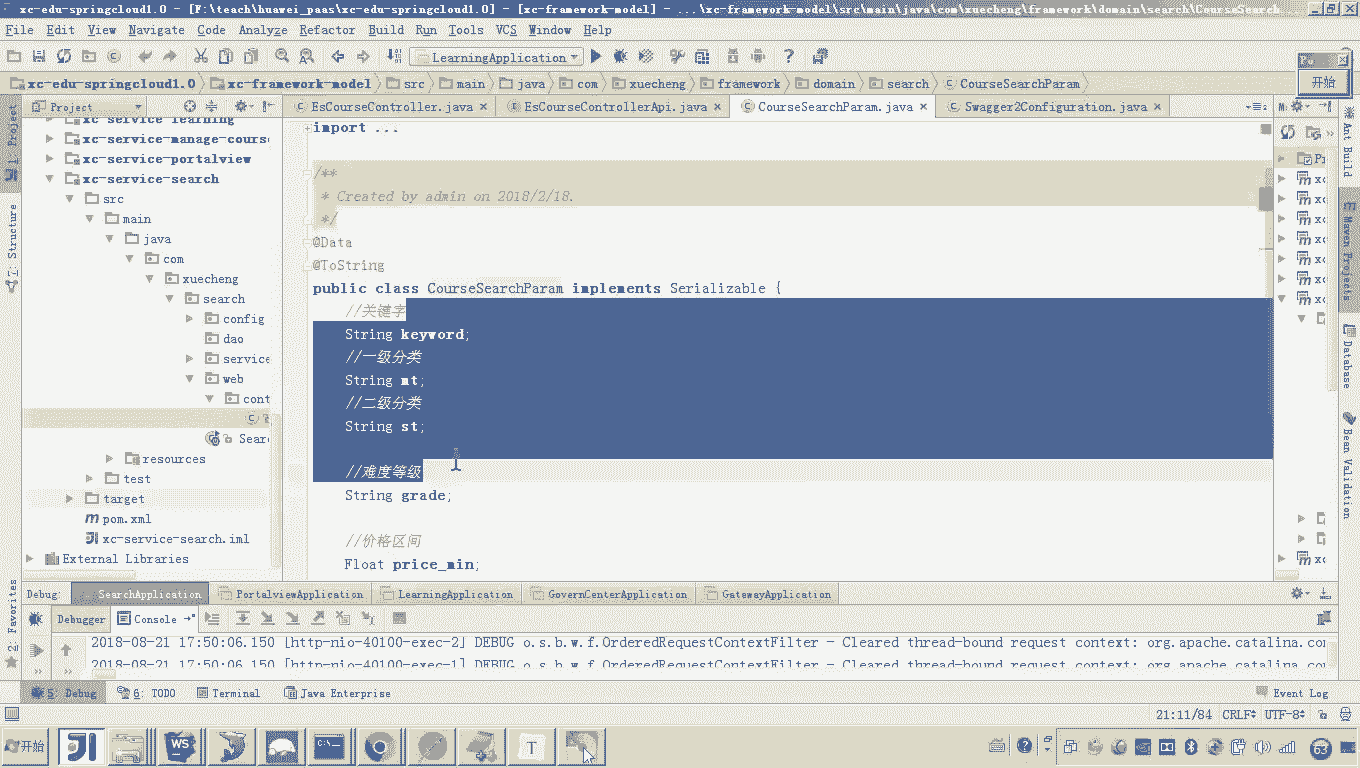 xc-edu-springcloud1.0 - [F:\teach\huawei_paas\xc-edu-springcloud1.0] - [xc-framework-model] - ...\xc-framework-model\src\main\java\com\xuecheng\framework\domain\search\CourseSearch
File Edit View Navigate Code Analyze Refactor Build Run Tools VCS Window Help
LearningApplication
开始
xc-edu-springcloud1.0 xc-framework-model src main java com xuecheng framework domain search CourseSearchParam
Project
EsCourseController.java EsCourseControllerApi.java CourseSearchParam.java Swagger2Configuration.java
1: Project
7: Structure
2: Favorites
xc-service-learning
xc-service-manage-cours
xc-service-portalview
xc-service-search
src
main
java
com
xuecheng
search
config
dao
service
web
cont
Sear
resources
test
target
pom.xml
xc-service-search.iml
External Libraries
import ...
/**
* Created by admin on 2018/2/18.
*/
@Data
@ToString
public class CourseSearchParam implements Serializable {
//关键字
String keyword;
//一级分类
String mt;
//二级分类
String st;
//难度等级
String grade;
//价格区间
Float price_min;
Ant Build
Maven Projects
Database
Bean Validation
Debug: SearchApplication PortalviewApplication LearningApplication GovernCenterApplication GatewayApplication
Debugger Console
2018-08-21 17:50:06.150 [http-nio-40100-exec-2] DEBUG o.s.b.w.f.OrderedRequestContextFilter - Cleared thread-bound request context: org.apache.catalina.con
2018-08-21 17:50:06.150 [http-nio-40100-exec-1] DEBUG o.s.b.w.f.OrderedRequestContextFilter - Cleared thread-bound request context: org.apache.catalina.con
5: Debug 6: TODO Terminal Java Enterprise Event Log
21:11/84 CRLF UTF-8
开始
63